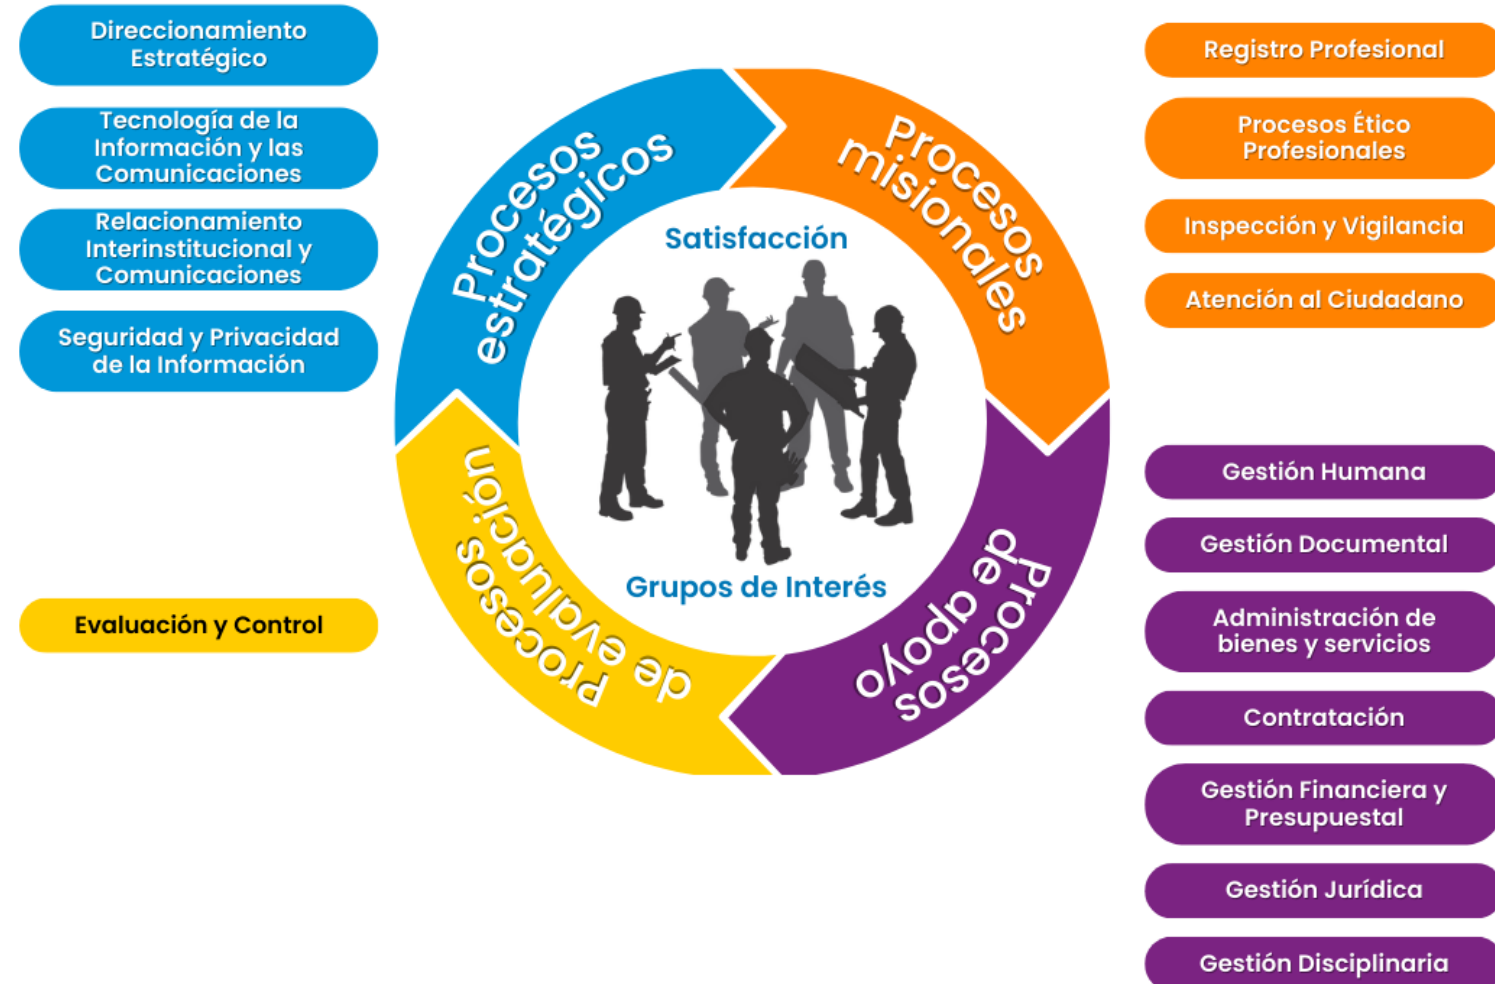 Direccionamiento
Estratégico
Tecnología de la
Información y las
Comunicaciones
Relacionamiento
Interinstitucional y
Comunicaciones
Seguridad y Privacidad
de la Información
Evaluación y Control
Procesos
estratégicos
Procesos
misionales
Satisfacción
Grupos de Interés
Procesos
de evaluación
Procesos
de apoyo
Registro Profesional
Procesos Ético
Profesionales
Inspección y Vigilancia
Atención al Ciudadano
Gestión Humana
Gestión Documental
Administración de
bienes y servicios
Contratación
Gestión Financiera y
Presupuestal
Gestión Jurídica
Gestión Disciplinaria